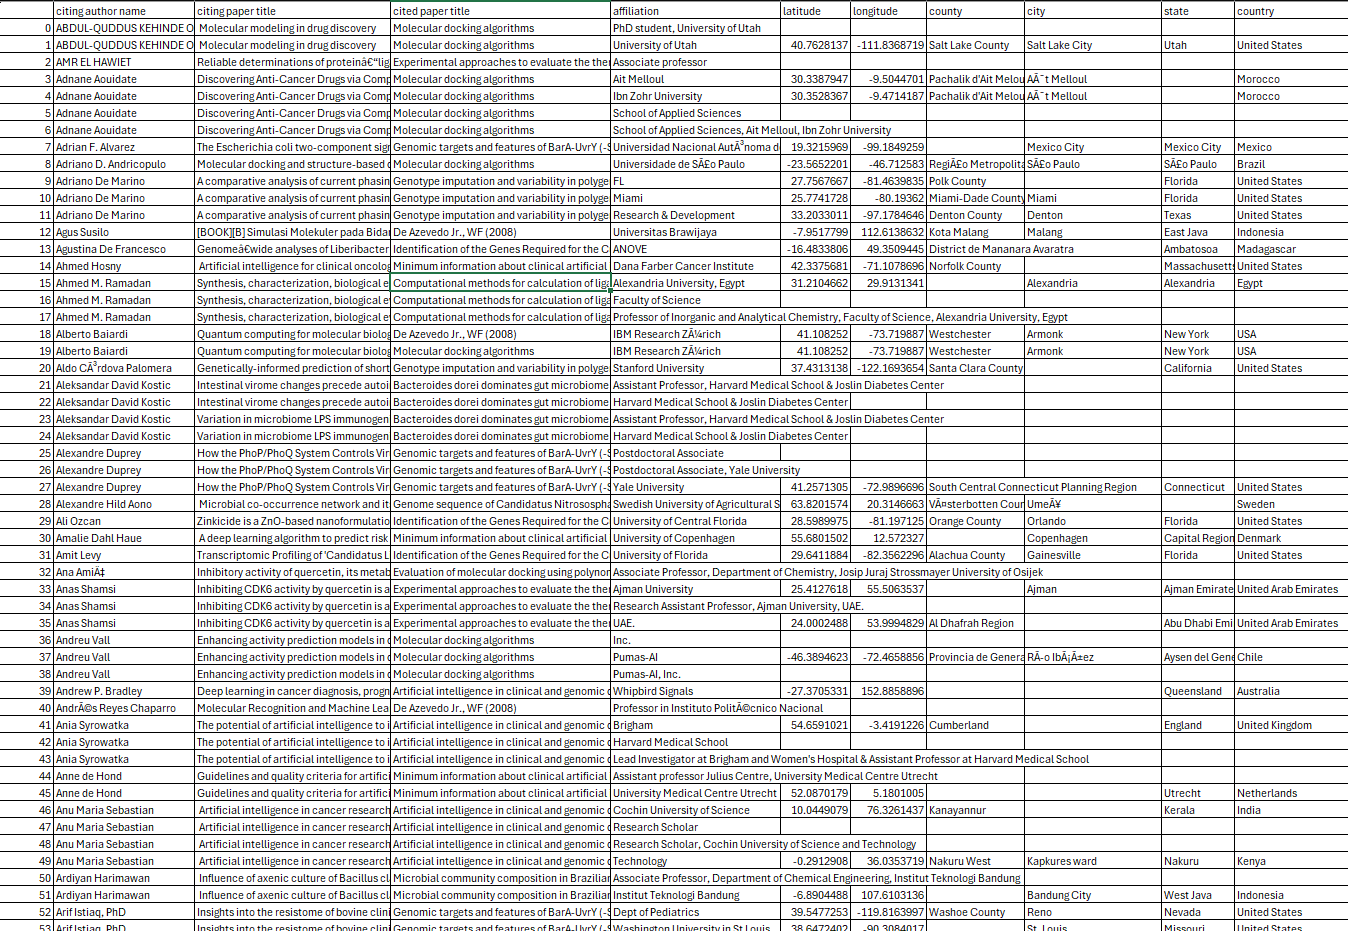 citing author name citing paper title cited paper title affiliation latitude longitude county city state country
0 ABDUL-QUDDUS KEHINDE O Molecular modeling in drug discovery Molecular docking algorithms PhD student, University of Utah
1 ABDUL-QUDDUS KEHINDE O Molecular modeling in drug discovery Molecular docking algorithms University of Utah 40.7628137 -111.8368719 Salt Lake County Salt Lake City Utah United States
2 AMR EL HAWIET Reliable determinations of proteinâ€“lig Experimental approaches to evaluate the ther Associate professor
3 Adnane Aouidate Discovering Anti-Cancer Drugs via Comp Molecular docking algorithms Ait Melloul 30.3387947 -9.5044701 Pachalik d'Ait Melou AÃ¯t Melloul Morocco
4 Adnane Aouidate Discovering Anti-Cancer Drugs via Comp Molecular docking algorithms Ibn Zohr University 30.3528367 -9.4714187 Pachalik d'Ait Melou AÃ¯t Melloul Morocco
5 Adnane Aouidate Discovering Anti-Cancer Drugs via Comp Molecular docking algorithms School of Applied Sciences
6 Adnane Aouidate Discovering Anti-Cancer Drugs via Comp Molecular docking algorithms School of Applied Sciences, Ait Melloul, Ibn Zohr University
7 Adrian F. Alvarez The Escherichia coli two-component sign Genomic targets and features of BarA-UvrY (-S Universidad Nacional AutÃ³noma d 19.3215969 -99.1849259 Mexico City Mexico City Mexico
8 Adriano D. Andricopulo Molecular docking and structure-based d Molecular docking algorithms Universidade de SÃ£o Paulo -23.5652201 -46.712583 RegiÃ£o Metropolita SÃ£o Paulo SÃ£o Paulo Brazil
9 Adriano De Marino A comparative analysis of current phasin Genotype imputation and variability in polyge FL 27.7567667 -81.4639835 Polk County Florida United States
10 Adriano De Marino A comparative analysis of current phasin Genotype imputation and variability in polyge Miami 25.7741728 -80.19362 Miami-Dade County Miami Florida United States
11 Adriano De Marino A comparative analysis of current phasin Genotype imputation and variability in polyge Research & Development 33.2033011 -97.1784646 Denton County Denton Texas United States
12 Agus Susilo [BOOK][B] Simulasi Molekuler pada Bidan De Azevedo Jr., WF (2008) Universitas Brawijaya -7.9517799 112.6138632 Kota Malang Malang East Java Indonesia
13 Agustina De Francesco Genomeâ€wide analyses of Liberibacter Identification of the Genes Required for the C ANOVE -16.4833806 49.3509445 District de Mananara Avaratra Ambatosoa Madagascar
14 Ahmed Hosny Artificial intelligence for clinical oncolog Minimum information about clinical artificial Dana Farber Cancer Institute 42.3375681 -71.1078696 Norfolk County Massachusetts United States
15 Ahmed M. Ramadan Synthesis, characterization, biological e Computational methods for calculation of liga Alexandria University, Egypt 31.2104662 29.9131341 Alexandria Alexandria Egypt
16 Ahmed M. Ramadan Synthesis, characterization, biological e Computational methods for calculation of liga Faculty of Science
17 Ahmed M. Ramadan Synthesis, characterization, biological e Computational methods for calculation of liga Professor of Inorganic and Analytical Chemistry, Faculty of Science, Alexandria University, Egypt
18 Alberto Baiardi Quantum computing for molecular biolog De Azevedo Jr., WF (2008) IBM Research ZÃ¼rich 41.108252 -73.719887 Westchester Armonk New York USA
19 Alberto Baiardi Quantum computing for molecular biolog Molecular docking algorithms IBM Research ZÃ¼rich 41.108252 -73.719887 Westchester Armonk New York USA
20 Aldo CÃ³rdova Palomera Genetically-informed prediction of short Genotype imputation and variability in polyge Stanford University 37.4313138 -122.1693654 Santa Clara County California United States
21 Aleksandar David Kostic Intestinal virome changes precede autoi Bacteroides dorei dominates gut microbiome Assistant Professor, Harvard Medical School & Joslin Diabetes Center
22 Aleksandar David Kostic Intestinal virome changes precede autoi Bacteroides dorei dominates gut microbiome Harvard Medical School & Joslin Diabetes Center
23 Aleksandar David Kostic Variation in microbiome LPS immunogen Bacteroides dorei dominates gut microbiome Assistant Professor, Harvard Medical School & Joslin Diabetes Center
24 Aleksandar David Kostic Variation in microbiome LPS immunogen Bacteroides dorei dominates gut microbiome Harvard Medical School & Joslin Diabetes Center
25 Alexandre Duprey How the PhoP/PhoQ System Controls Vir Genomic targets and features of BarA-UvrY (-S Postdoctoral Associate
26 Alexandre Duprey How the PhoP/PhoQ System Controls Vir Genomic targets and features of BarA-UvrY (-S Postdoctoral Associate, Yale University
27 Alexandre Duprey How the PhoP/PhoQ System Controls Vir Genomic targets and features of BarA-UvrY (-S Yale University 41.2571305 -72.9896696 South Central Connecticut Planning Region Connecticut United States
28 Alexandre Hild Aono Microbial co-occurrence network and it Genome sequence of Candidatus Nitrososphа Swedish University of Agricultural S 63.8201574 20.3146663 VÃ¤sterbotten Cour UmeÃ¥ Sweden
29 Ali Ozcan Zinkicide is a ZnO-based nanoformulatio Identification of the Genes Required for the C University of Central Florida 28.5989975 -81.197125 Orange County Orlando Florida United States
30 Amalie Dahl Haue A deep learning algorithm to predict risk Minimum information about clinical artificial University of Copenhagen 55.6801502 12.572327 Copenhagen Capital Region Denmark
31 Amit Levy Transcriptomic Profiling of 'Candidatus L Identification of the Genes Required for the C University of Florida 29.6411884 -82.3562296 Alachua County Gainesville Florida United States
32 Ana AmiÄ‡ Inhibitory activity of quercetin, its metab Evaluation of molecular docking using polynor Associate Professor, Department of Chemistry, Josip Juraj Strossmayer University of Osijek
33 Anas Shamsi Inhibiting CDK6 activity by quercetin is a Experimental approaches to evaluate the ther Ajman University 25.4127618 55.5063537 Ajman Ajman Emirate United Arab Emirates
34 Anas Shamsi Inhibiting CDK6 activity by quercetin is a Experimental approaches to evaluate the ther Research Assistant Professor, Ajman University, UAE.
35 Anas Shamsi Inhibiting CDK6 activity by quercetin is a Experimental approaches to evaluate the ther UAE. 24.0002488 53.9994829 Al Dhafrah Region Abu Dhabi Emi United Arab Emirates
36 Andreu Vall Enhancing activity prediction models in d Molecular docking algorithms Inc.
37 Andreu Vall Enhancing activity prediction models in d Molecular docking algorithms Pumas-AI -46.3894623 -72.4658856 Provincia de Genera RÃ­o IbÃ¡Ã±ez Aysen del Gene Chile
38 Andreu Vall Enhancing activity prediction models in d Molecular docking algorithms Pumas-AI, Inc.
39 Andrew P. Bradley Deep learning in cancer diagnosis, progn Artificial intelligence in clinical and genomic d Whipbird Signals -27.3705331 152.8858896 Queensland Australia
40 AndrÃ©s Reyes Chaparro Molecular Recognition and Machine Lea De Azevedo Jr., WF (2008) Professor in Instituto PolitÃ©cnico Nacional
41 Ania Syrowatka The potential of artificial intelligence to i Artificial intelligence in clinical and genomic d Brigham 54.6591021 -3.4191226 Cumberland England United Kingdom
42 Ania Syrowatka The potential of artificial intelligence to i Artificial intelligence in clinical and genomic d Harvard Medical School
43 Ania Syrowatka The potential of artificial intelligence to i Artificial intelligence in clinical and genomic d Lead Investigator at Brigham and Women's Hospital & Assistant Professor at Harvard Medical School
44 Anne de Hond Guidelines and quality criteria for artifici Minimum information about clinical artificial Assistant professor Julius Centre, University Medical Centre Utrecht
45 Anne de Hond Guidelines and quality criteria for artifici Minimum information about clinical artificial University Medical Centre Utrecht 52.0870179 5.1801005 Utrecht Netherlands
46 Anu Maria Sebastian Artificial intelligence in cancer research Artificial intelligence in clinical and genomic d Cochin University of Science 10.0449079 76.3261437 Kanayannur Kerala India
47 Anu Maria Sebastian Artificial intelligence in cancer research Artificial intelligence in clinical and genomic d Research Scholar
48 Anu Maria Sebastian Artificial intelligence in cancer research Artificial intelligence in clinical and genomic d Research Scholar, Cochin University of Science and Technology
49 Anu Maria Sebastian Artificial intelligence in cancer research Artificial intelligence in clinical and genomic d Technology -0.2912908 36.0353719 Nakuru West Kapkures ward Nakuru Kenya
50 Ardiyan Harimawan Influence of axenic culture of Bacillus cl Microbial community composition in Brazilian Associate Professor, Department of Chemical Engineering, Institut Teknologi Bandung
51 Ardiyan Harimawan Influence of axenic culture of Bacillus cl Microbial community composition in Brazilian Institut Teknologi Bandung -6.8904488 107.6103136 Bandung City West Java Indonesia
52 Arif Istiaq, PhD Insights into the resistome of bovine clini Genomic targets and features of BarA-UvrY (-S Dept of Pediatrics 39.5477253 -119.8163997 Washoe County Reno Nevada United States
53 Arif Istiaq, PhD Insights into the resistome of bovine clini Genomic targets and features of BarA-UvrY (-S Washington University in St Louis 38.6472402 -90.3084017 St. Louis Missouri United States